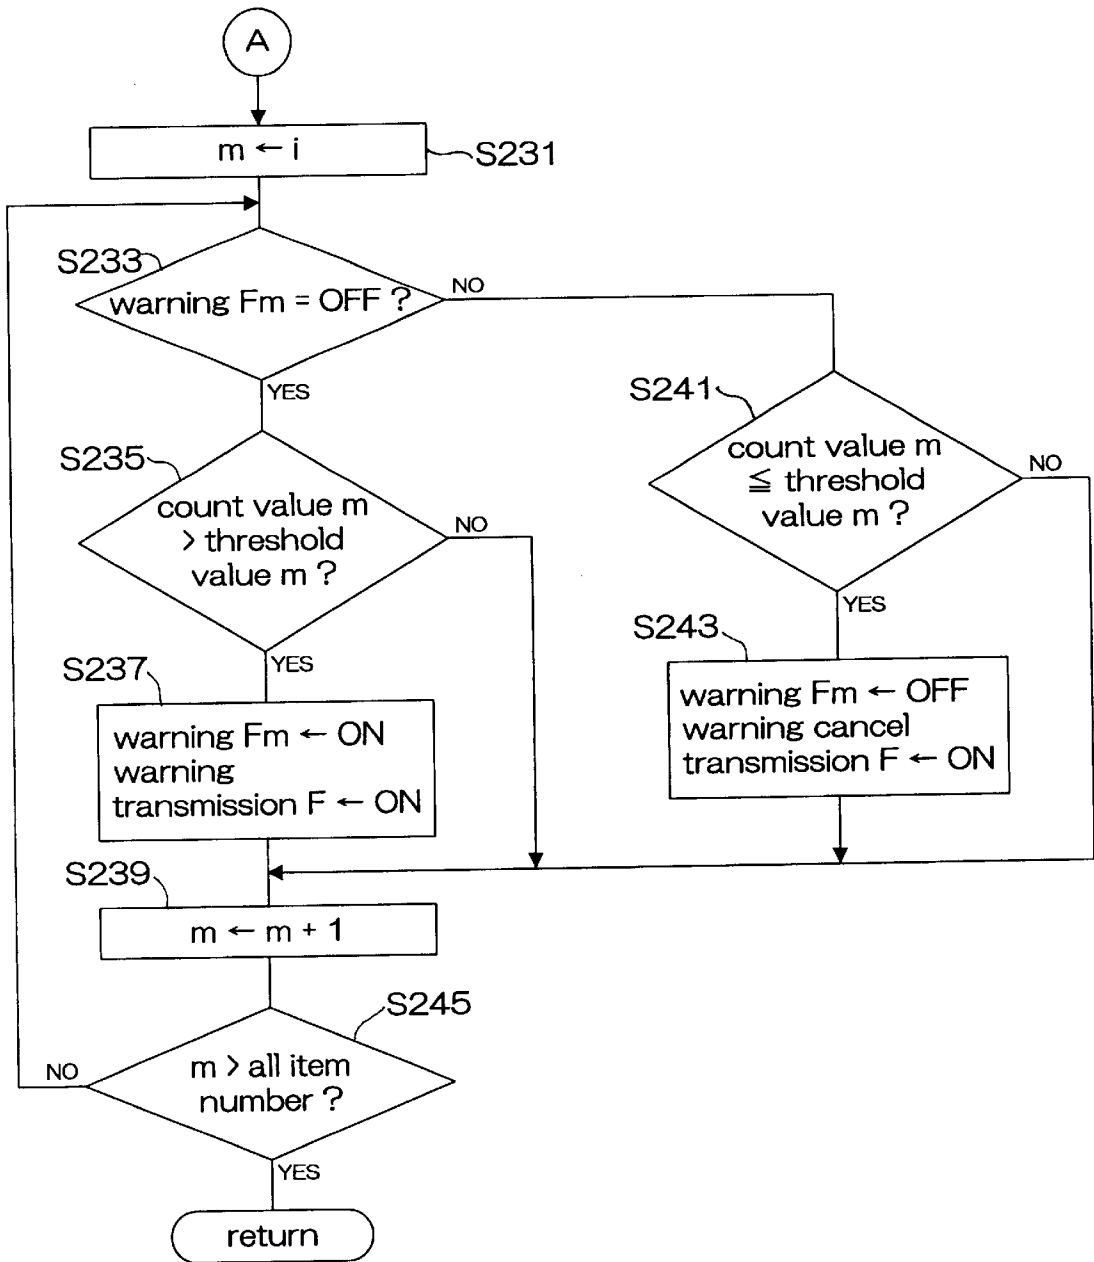 A
m ← i
S231
S233
warning Fm = OFF ?
NO
YES
S241
count value m
≦ threshold
value m ?
NO
YES
S235
count value m
> threshold
value m ?
NO
YES
S243
warning Fm ← OFF
warning cancel
transmission F ← ON
S237
warning Fm ← ON
warning
transmission F ← ON
S239
m ← m + 1
S245
m > all item
number ?
NO
YES
return